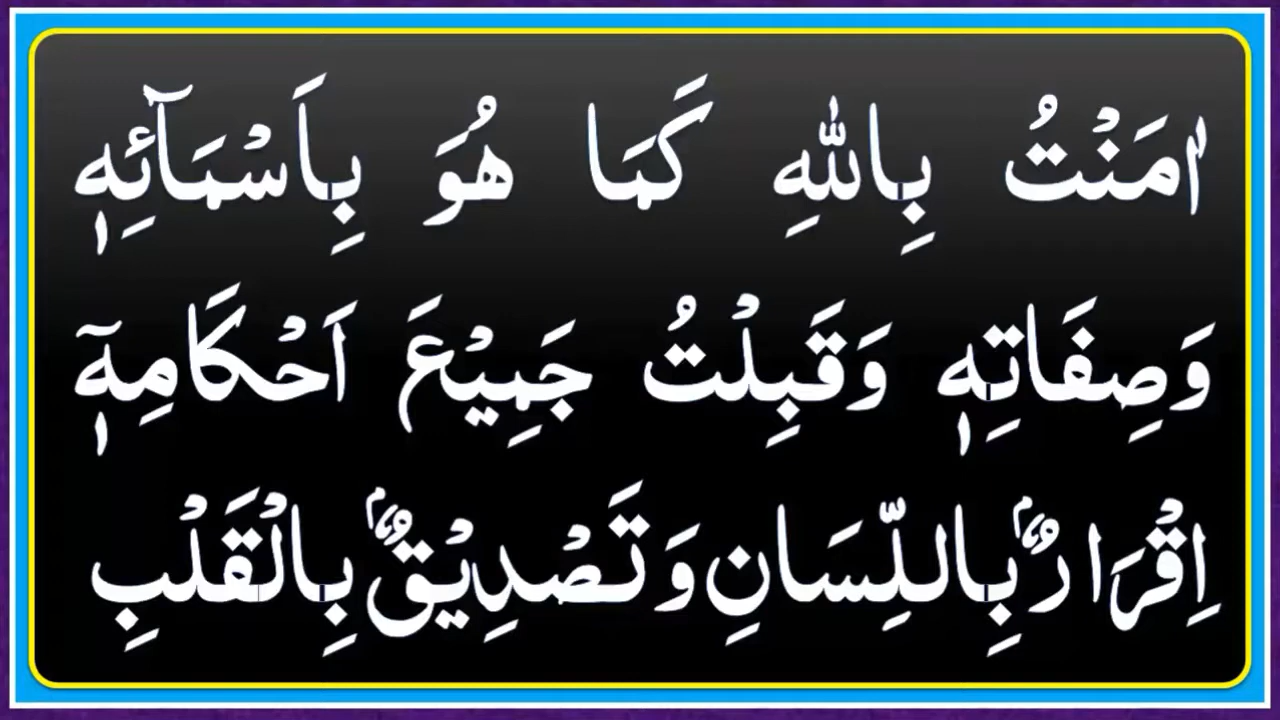 اٰمَنْتُ بِاللّٰهِ كَمَا هُوَ بِاَسْمَآئِهٖ
وَصِفَاتِهٖ وَقَبِلْتُ جَمِيْعَ اَحْكَامِهٖٓ
اِقْرَارٌۢ بِاللِّسَانِ وَتَصْدِيْقٌۢ بِالْقَلْبِ